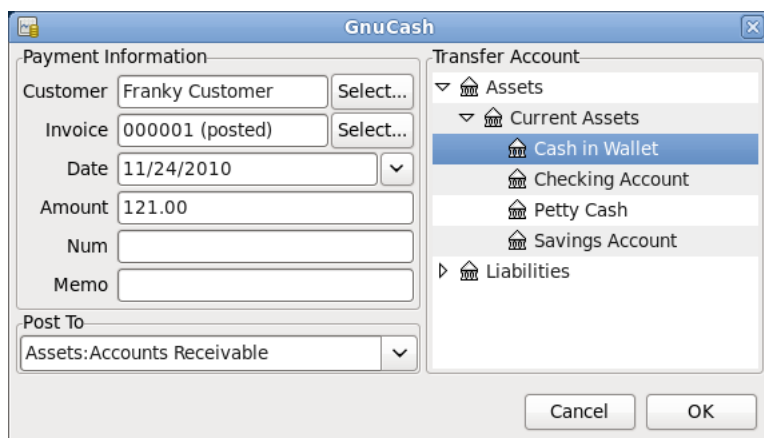 GnuCash
Payment Information
Customer Franky Customer Select...
Invoice 000001 (posted) Select...
Date 11/24/2010
Amount 121.00
Num
Memo
Post To
Assets:Accounts Receivable
Transfer Account
Assets
Current Assets
Cash in Wallet
Checking Account
Petty Cash
Savings Account
Liabilities
Cancel OK